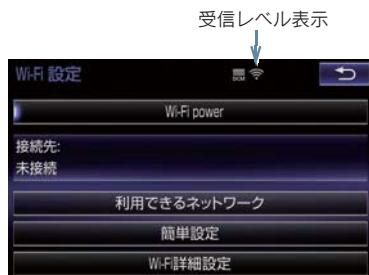 受信レベル表示
Wi-Fi 設定
DCM
Wi-Fi power
接続先:
未接続
利用できるネットワーク
簡単設定
Wi-Fi詳細設定